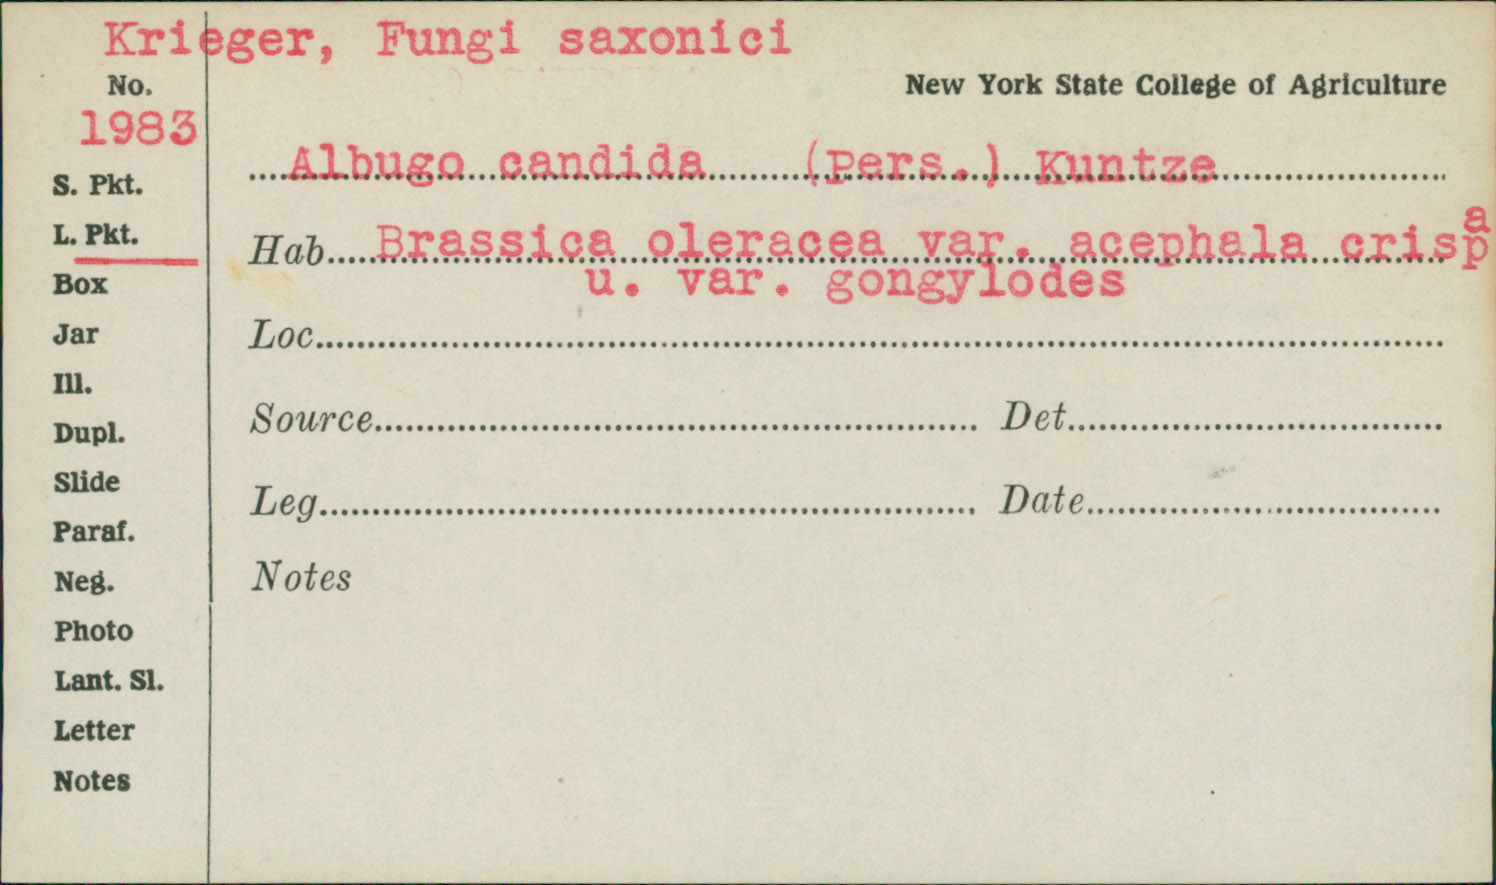 Krieger, Fungi saxonici
No.
New York State College of Agriculture
1983
Albugo candida (Pers.) Kuntze
S. Pkt.
L. Pkt.
Hab. Brassica oleracea var. acephala crispa
u. var. gongylodes
Box
Loc.
Jar
Ill.
Source Det.
Dupl.
Slide
Leg. Date
Paraf.
Neg.
Notes
Photo
Lant. Sl.
Letter
Notes